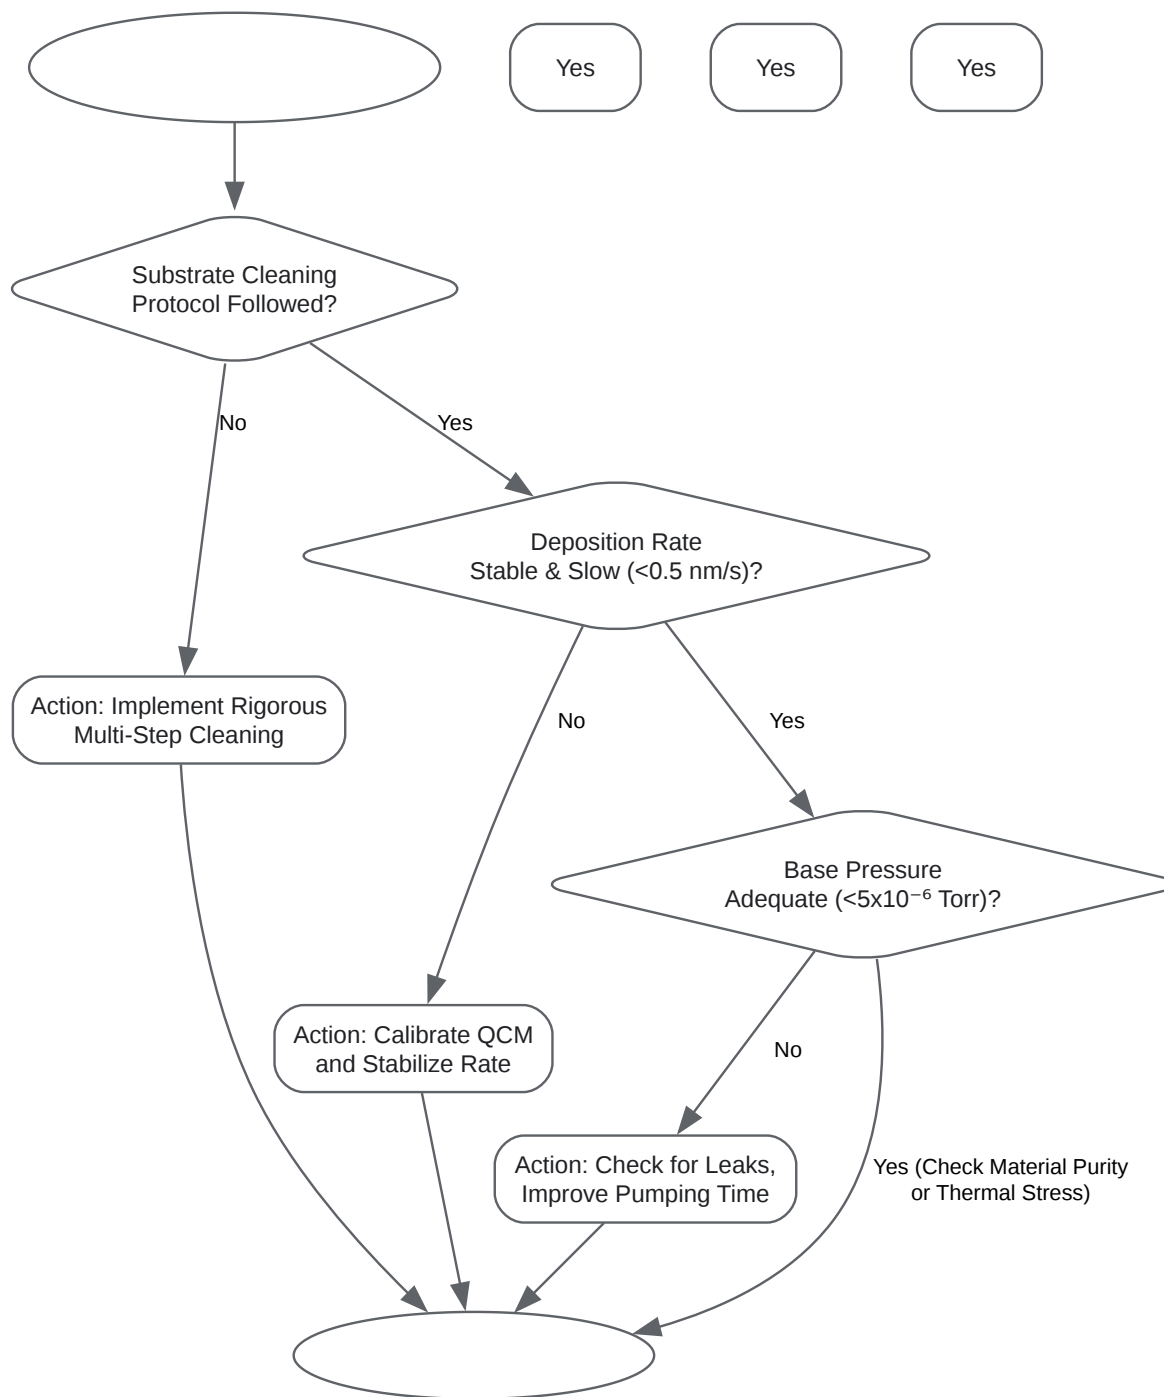 Yes
Yes
Yes
Substrate Cleaning
Protocol Followed?
No
Yes
Deposition Rate
Stable & Slow (<0.5 nm/s)?
Action: Implement Rigorous
Multi-Step Cleaning
No
Yes
Base Pressure
Adequate (<5x10⁻⁶ Torr)?
Action: Calibrate QCM
and Stabilize Rate
No
Action: Check for Leaks,
Improve Pumping Time
Yes (Check Material Purity
or Thermal Stress)